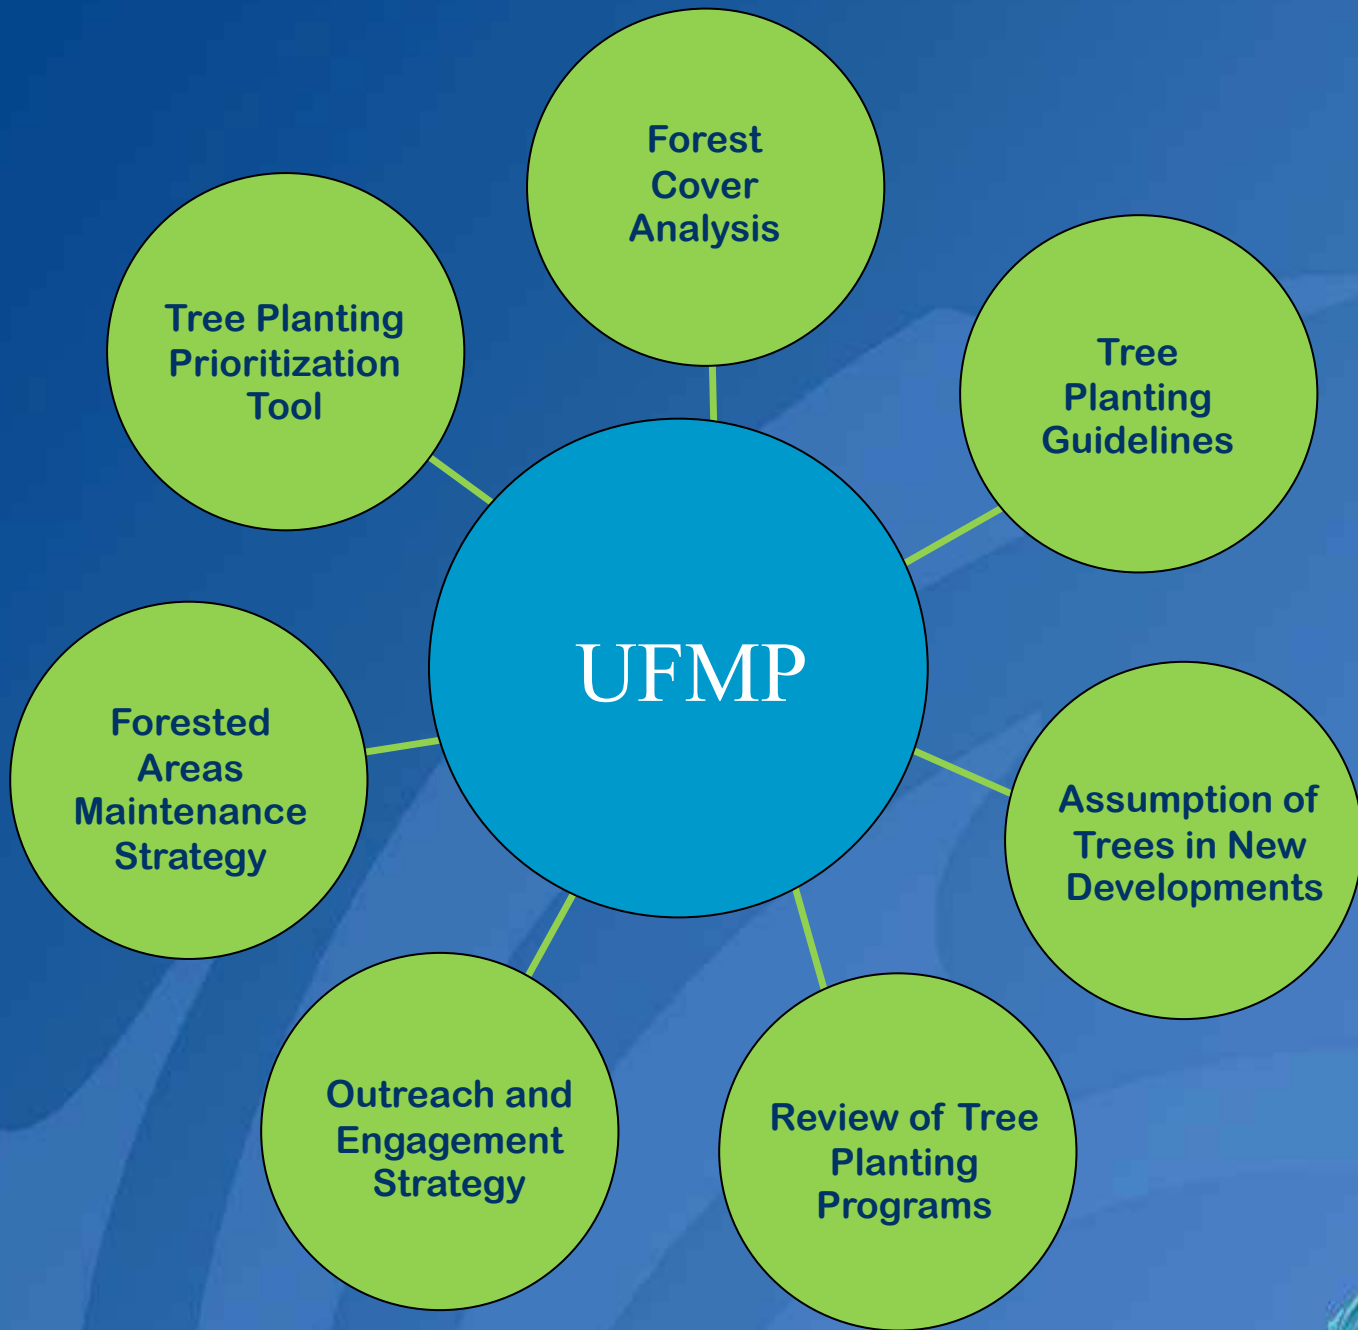 Forest
Cover
Analysis
Tree Planting
Prioritization
Tool
Tree
Planting
Guidelines
UFMP
Forested
Areas
Maintenance
Strategy
Assumption of
Trees in New
Developments
Outreach and
Engagement
Strategy
Review of Tree
Planting
Programs